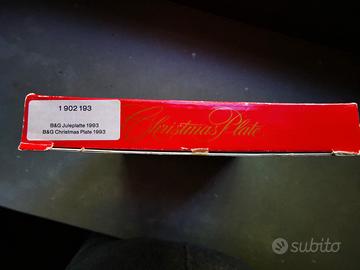 1 902 193
B&G Juleplatte 1993
B&G Christmas Plate 1993
Christmas Plate
subito